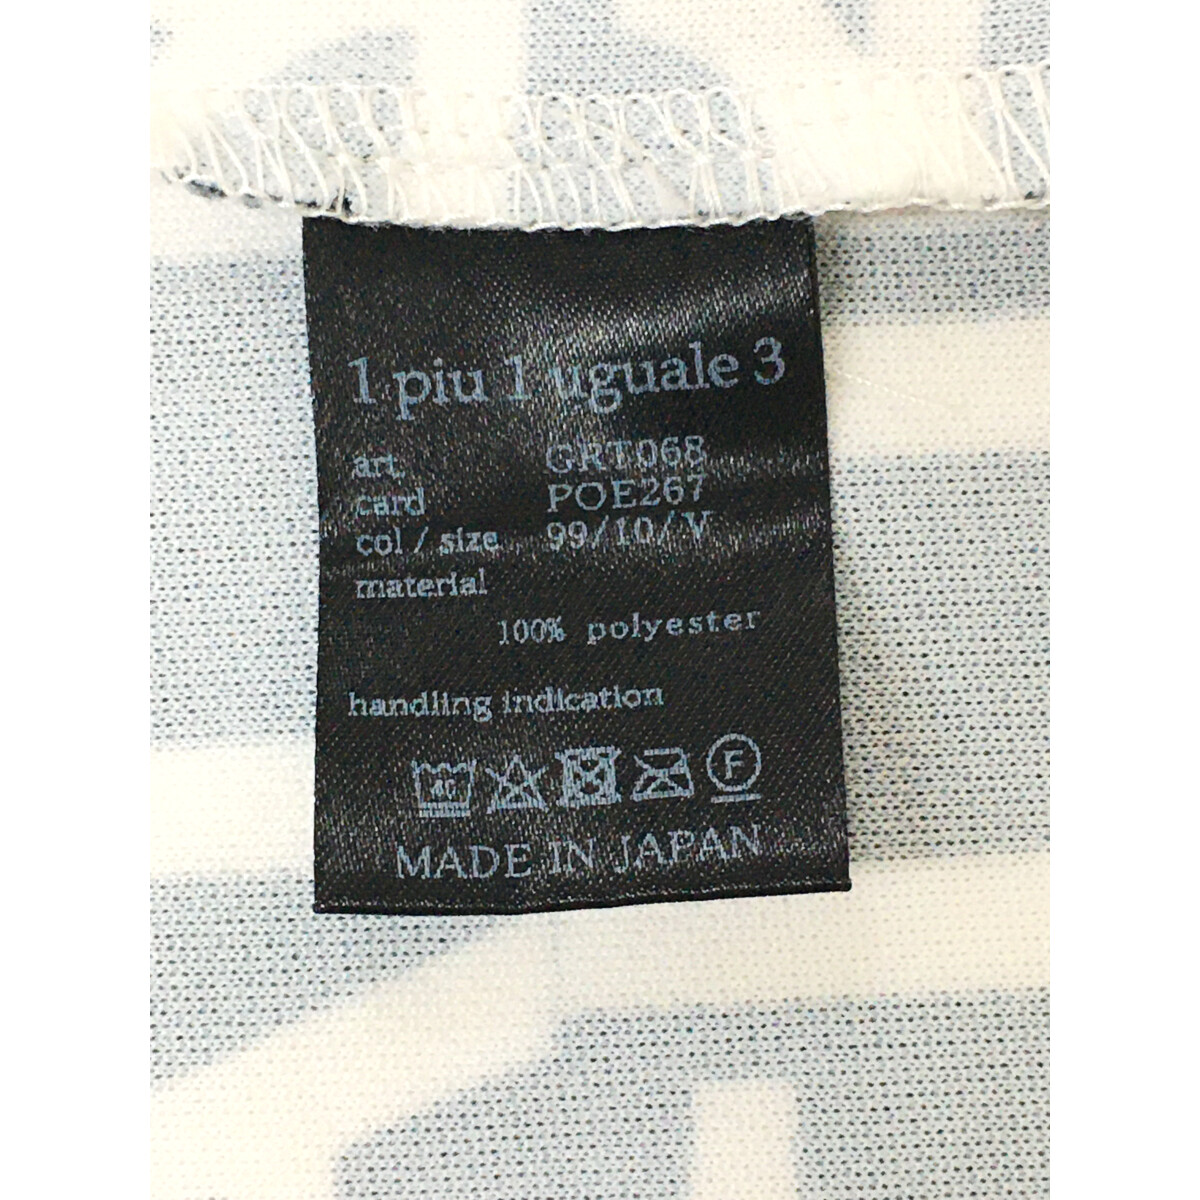 1 piu 1 uguale 3
art. GRT068
card POE267
col / size 99/10/V
material
100% polyester
handling indication
40 F
MADE IN JAPAN